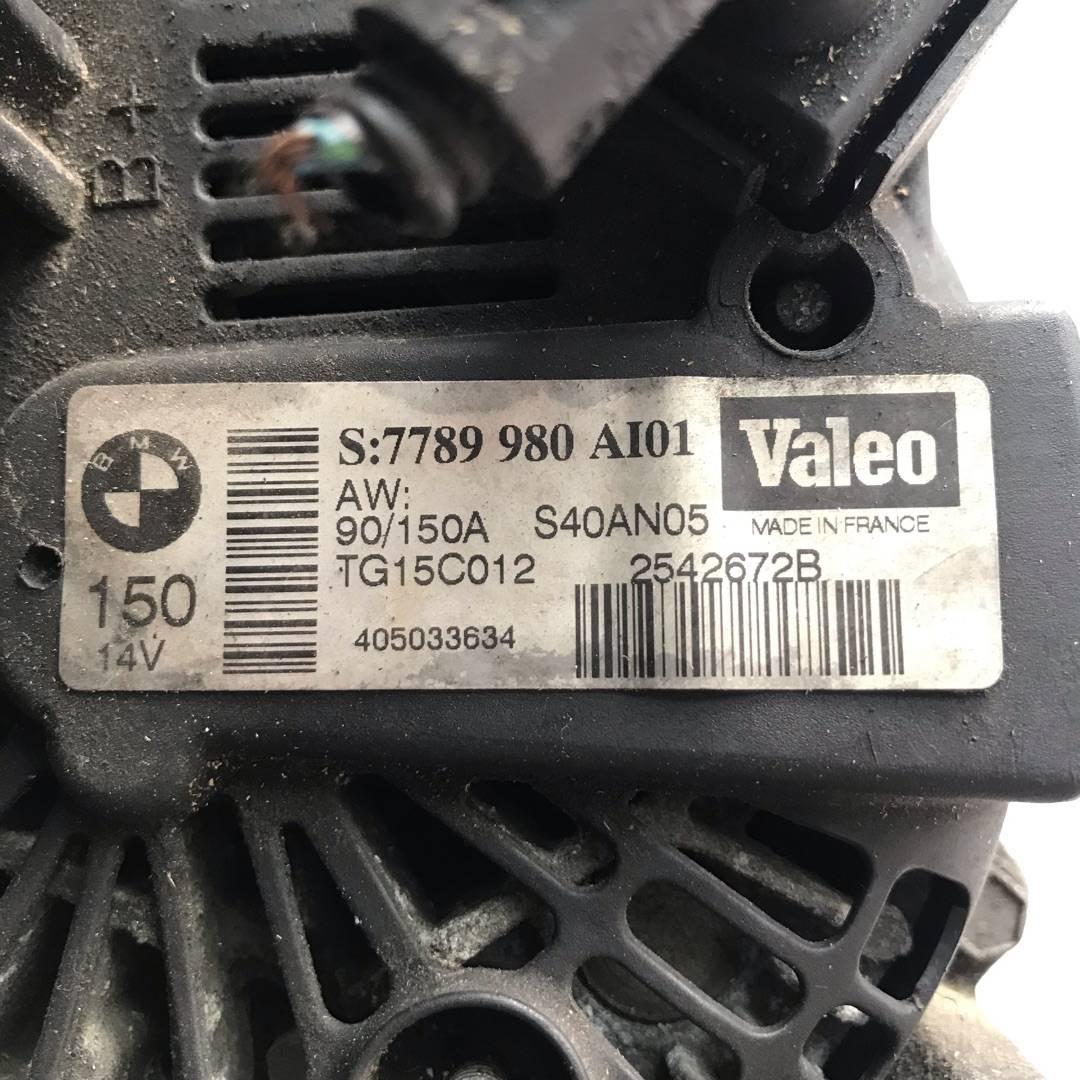 B+
BMW
S:7789 980 AI01
Valeo
AW:
90/150A S40AN05
MADE IN FRANCE
TG15C012 2542672B
150
405033634
14V